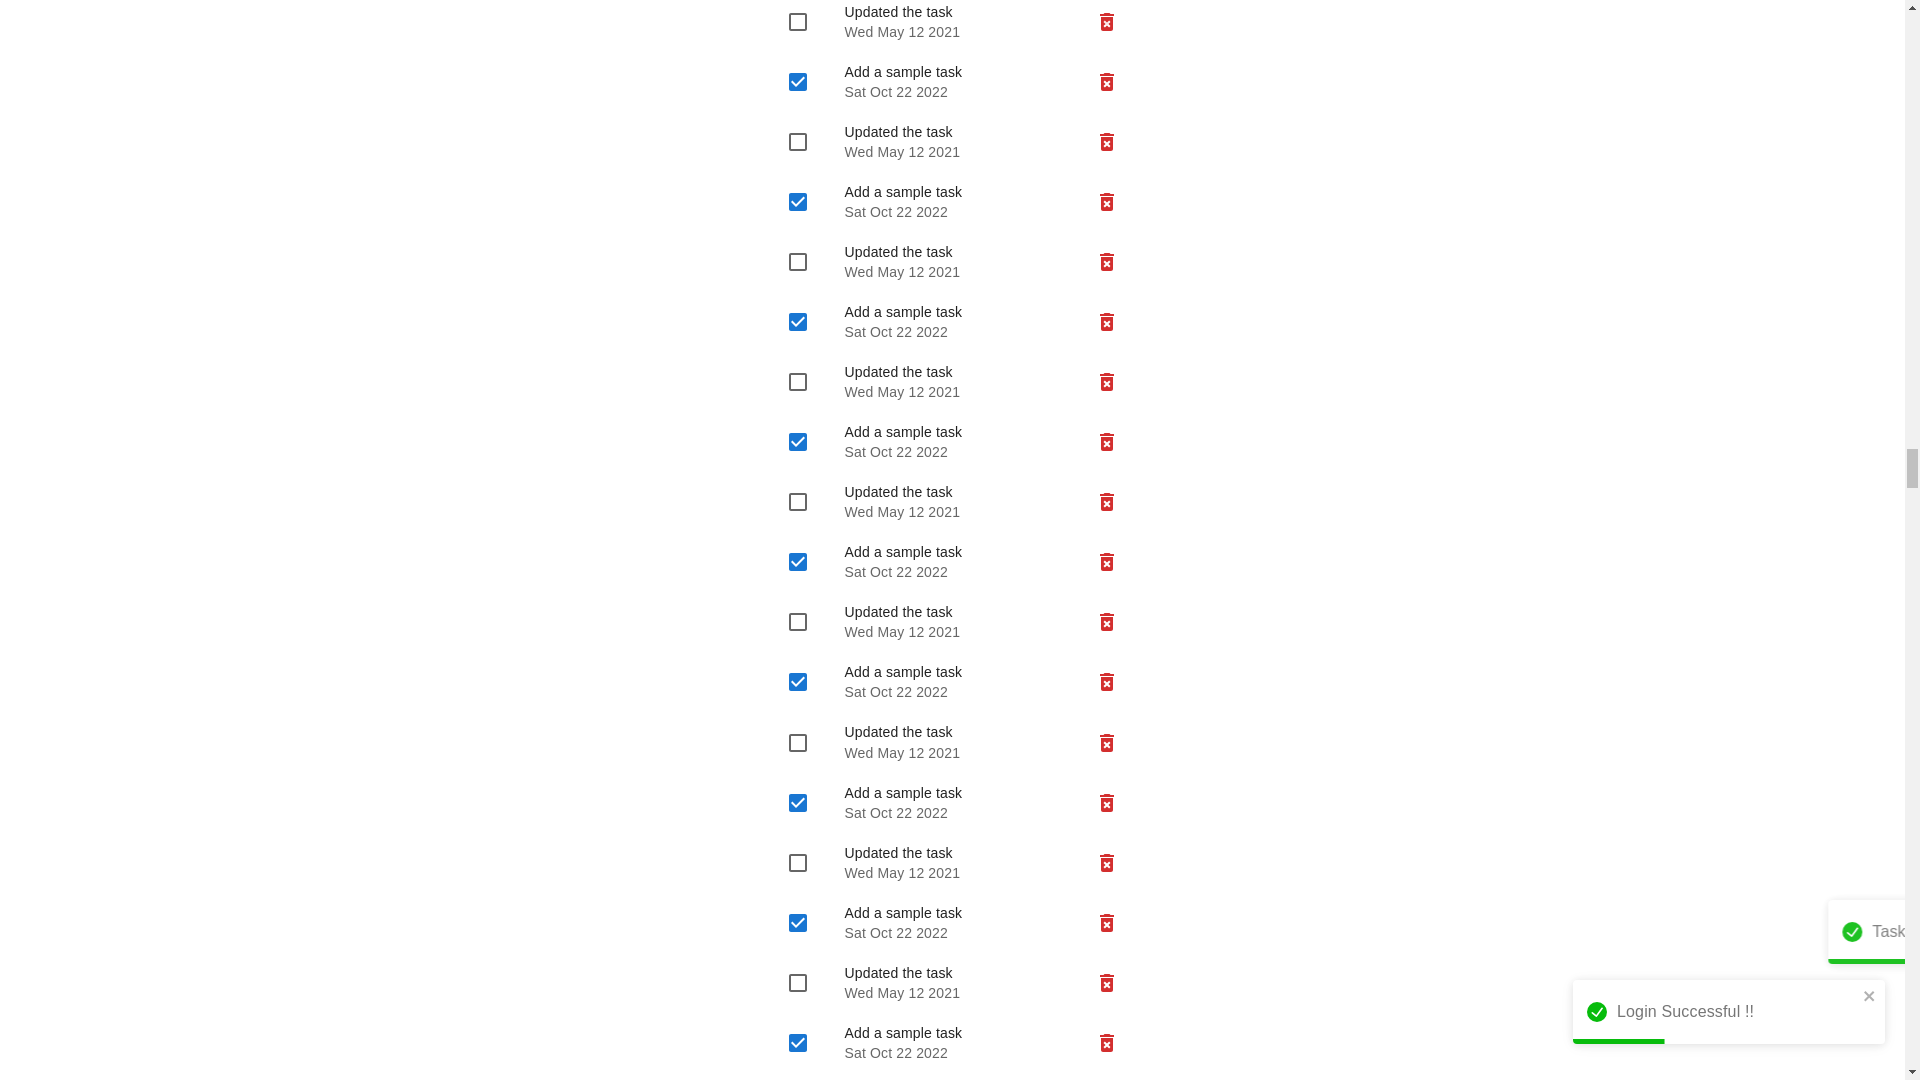 Updated the task
Wed May 12 2021
Add a sample task
Sat Oct 22 2022
Updated the task
Wed May 12 2021
Add a sample task
Sat Oct 22 2022
Updated the task
Wed May 12 2021
Add a sample task
Sat Oct 22 2022
Updated the task
Wed May 12 2021
Add a sample task
Sat Oct 22 2022
Updated the task
Wed May 12 2021
Add a sample task
Sat Oct 22 2022
Updated the task
Wed May 12 2021
Add a sample task
Sat Oct 22 2022
Updated the task
Wed May 12 2021
Add a sample task
Sat Oct 22 2022
Updated the task
Wed May 12 2021
Add a sample task
Sat Oct 22 2022
Updated the task
Wed May 12 2021
Add a sample task
Sat Oct 22 2022
Task
Login Successful !!